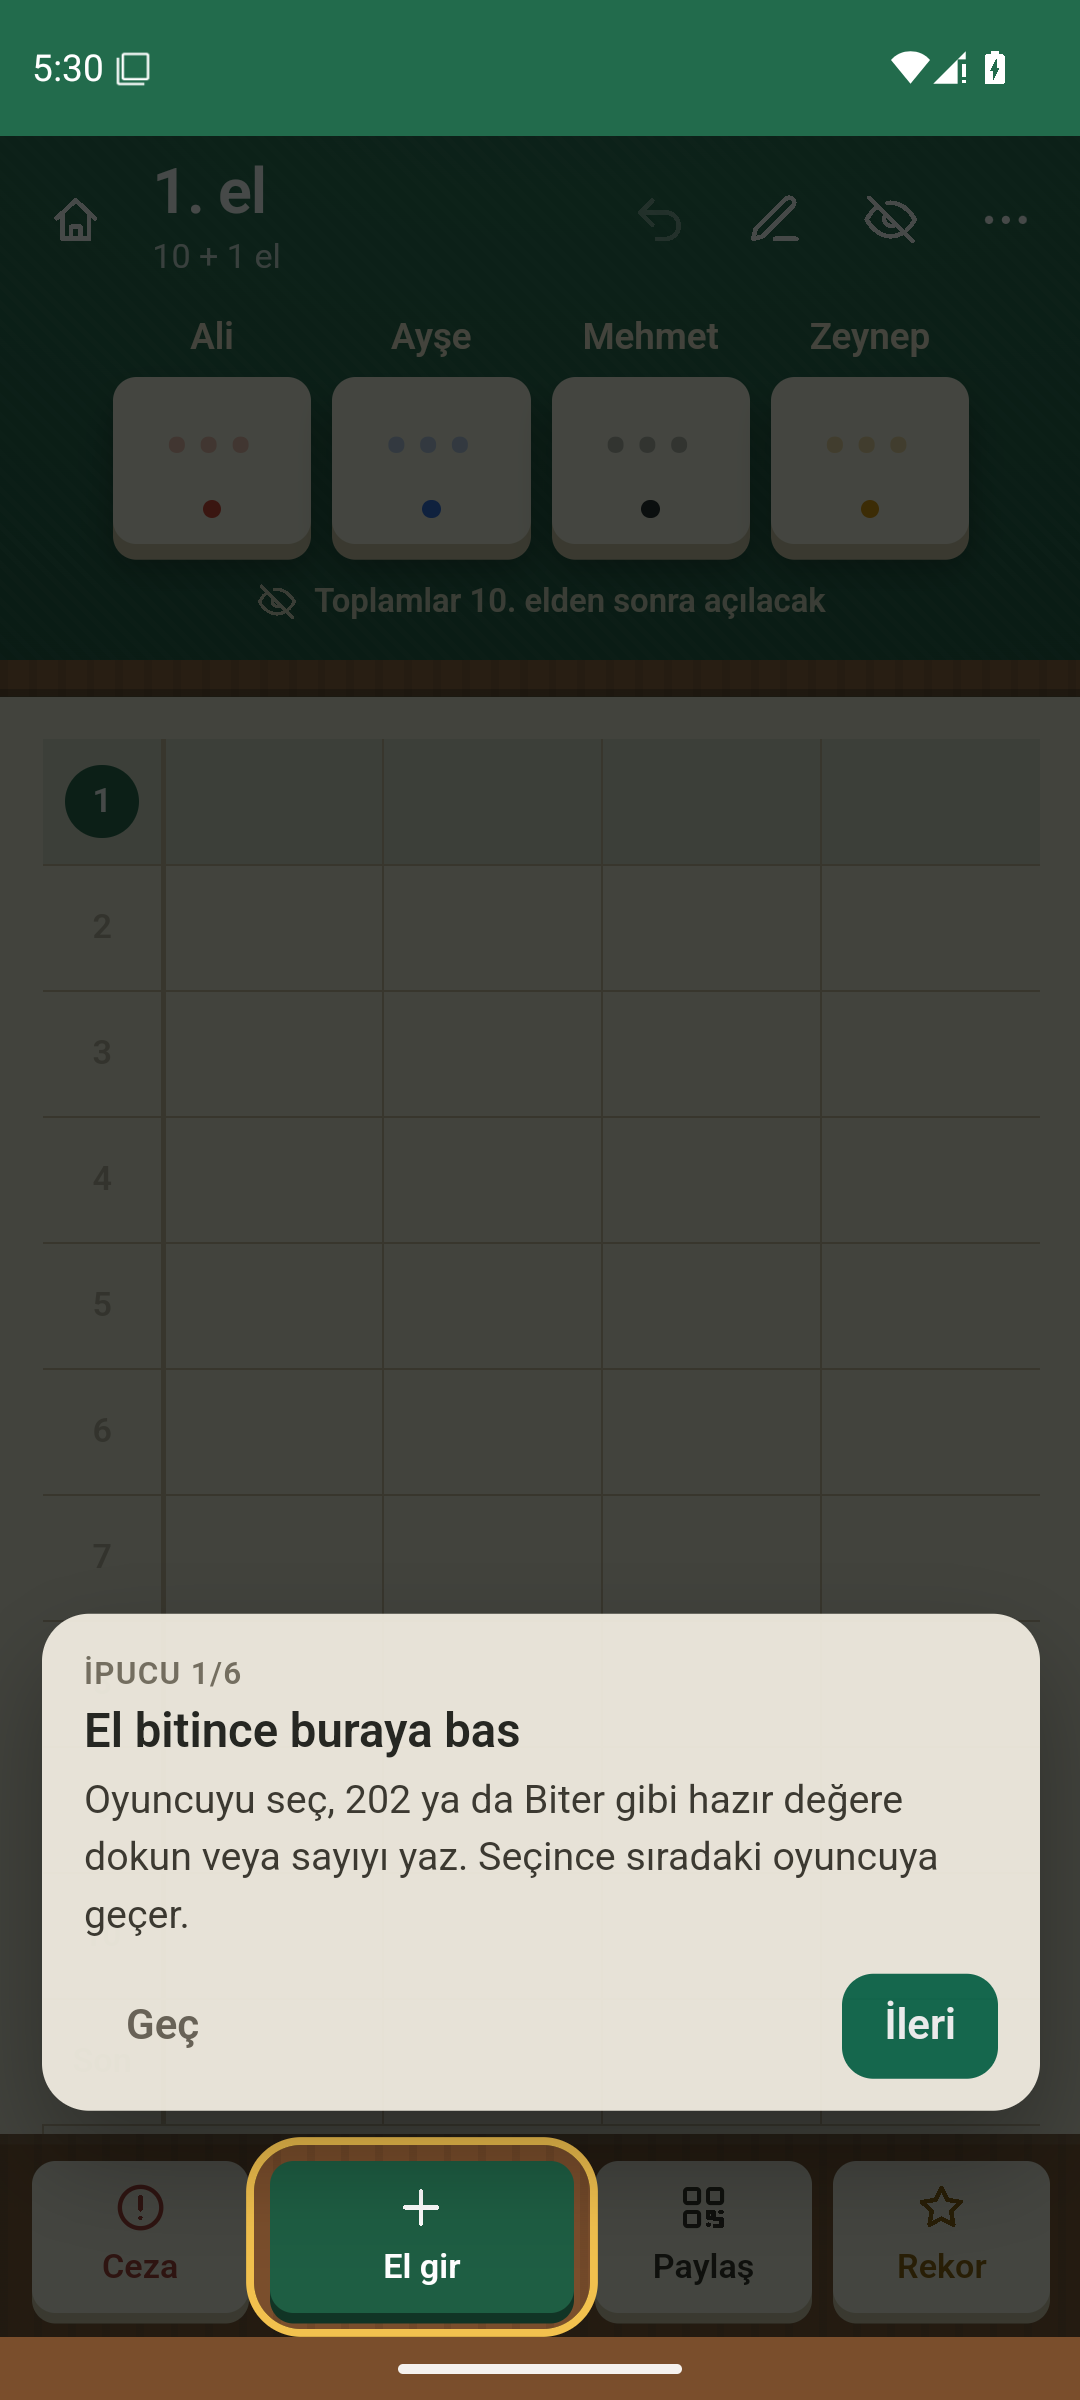 5:30
1. el
10 + 1 el
Ali
Ayşe
Mehmet
Zeynep
Toplamlar 10. elden sonra açılacak
1
2
3
4
5
6
7
İPUCU 1/6
El bitince buraya bas
Oyuncuyu seç, 202 ya da Biter gibi hazır değere
dokun veya sayıyı yaz. Seçince sıradaki oyuncuya
geçer.
Geç
İleri
Ceza
El gir
Paylaş
Rekor